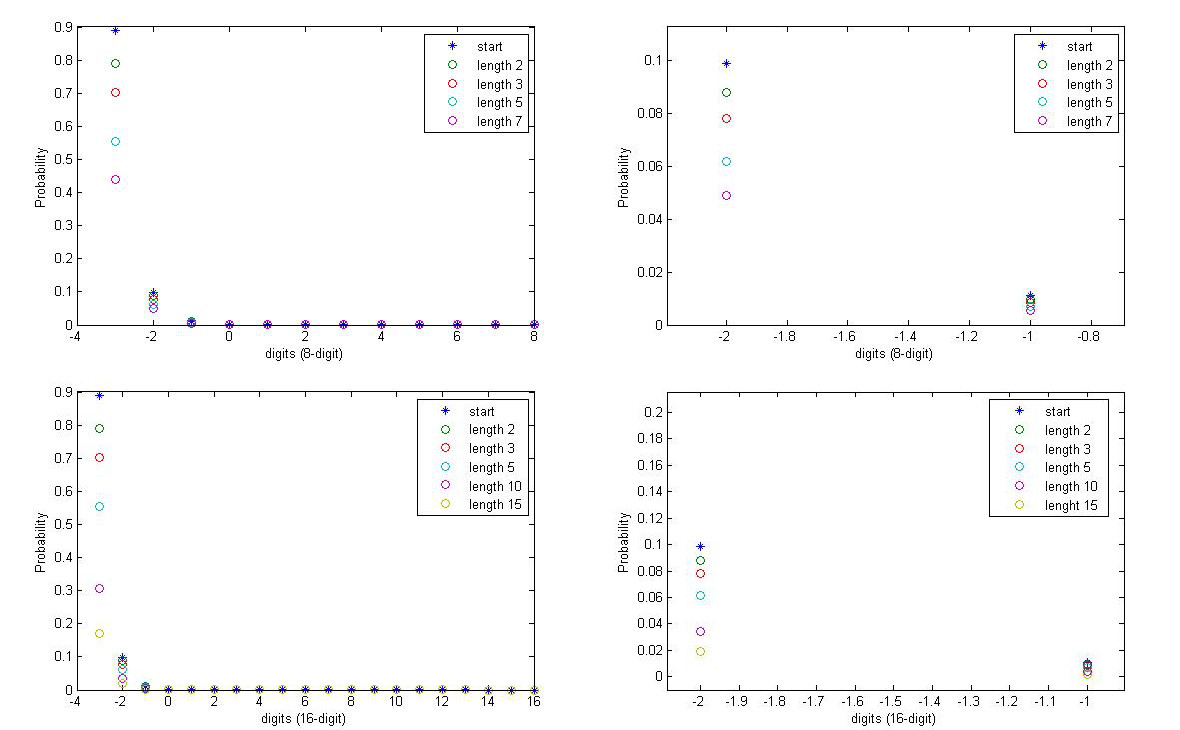 0.9
0.8
0.7
0.6
0.5
0.4
0.3
0.2
0.1
0
Probability
-4 -2 0 2 4 6 8
digits (8-digit)
start
length 2
length 3
length 5
length 7
0.1
0.08
0.06
0.04
0.02
0
Probability
-2 -1.8 -1.6 -1.4 -1.2 -1 -0.8
digits (8-digit)
start
length 2
length 3
length 5
length 7
0.9
0.8
0.7
0.6
0.5
0.4
0.3
0.2
0.1
0
Probability
-4 -2 0 2 4 6 8 10 12 14 16
digits (16-digit)
start
length 2
length 3
length 5
length 10
length 15
0.2
0.18
0.16
0.14
0.12
0.1
0.08
0.06
0.04
0.02
0
Probability
-2 -1.9 -1.8 -1.7 -1.6 -1.5 -1.4 -1.3 -1.2 -1.1 -1
digits (16-digit)
start
length 2
length 3
length 5
length 10
lenght 15